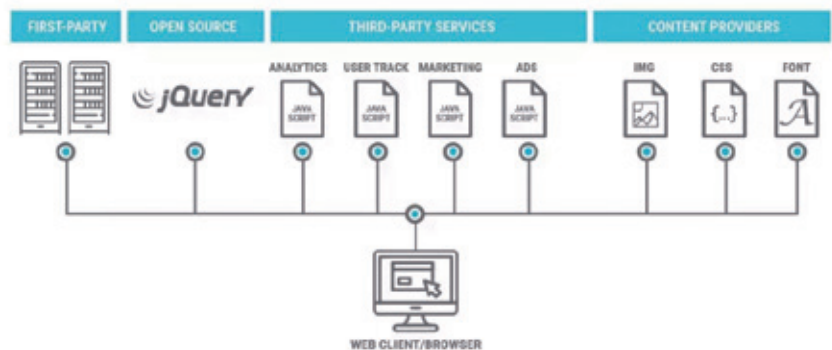 FIRST-PARTY
OPEN SOURCE
THIRD-PARTY SERVICES
CONTENT PROVIDERS
ANALYTICS
USER TRACK
MARKETING
ADS
IMG
CSS
FONT
jQuery
JAVA
SCRIPT
JAVA
SCRIPT
JAVA
SCRIPT
JAVA
SCRIPT
{...}
A
WEB CLIENT/BROWSER